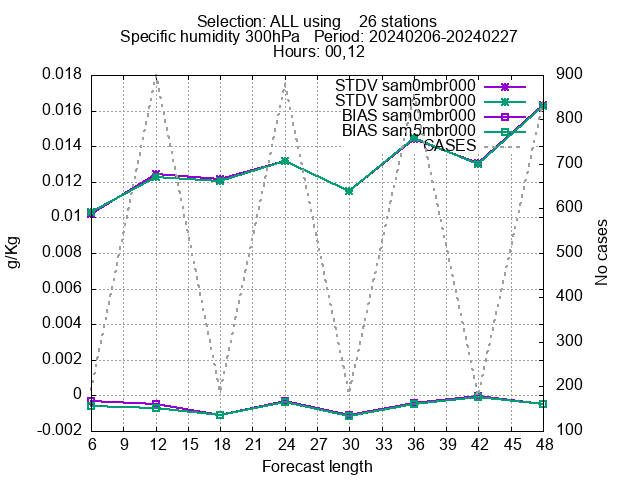 Selection: ALL using    26 stations
Specific humidity 300hPa   Period: 20240206-20240227
Hours: 00,12
STDV sam0mbr000
STDV sam5mbr000
BIAS sam0mbr000
BIAS sam5mbr000
CASES
0.018
0.016
0.014
0.012
0.01
0.008
0.006
0.004
0.002
0
-0.002
g/Kg
900
800
700
600
500
400
300
200
100
No cases
6 9 12 15 18 21 24 27 30 33 36 39 42 45 48
Forecast length